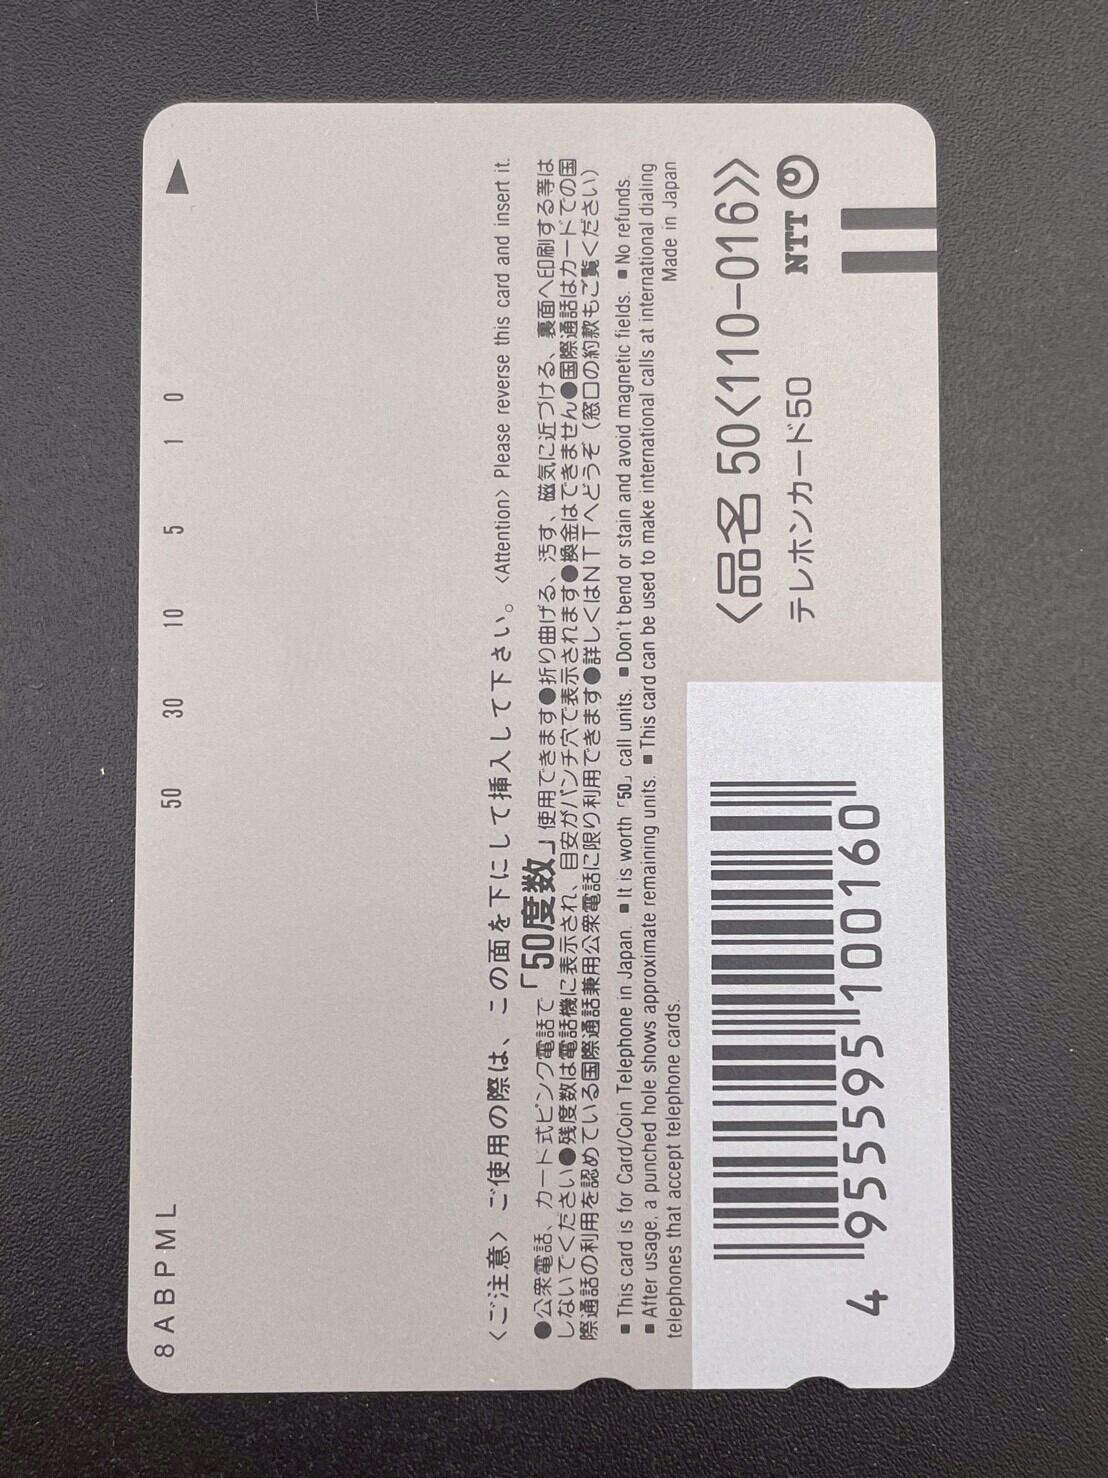 8ABPML
50 30 10 5 1 0
〈ご注意〉 ご使用の際は、この面を下にして挿入して下さい。〈Attention〉 Please reverse this card and insert it.
●公衆電話、カード式ピンク電話で「50度数」使用できます●折り曲げる、汚す、磁気に近づける、裏面へ印刷する等は
しないでください●残度数は電話機に表示され、目安がパンチ穴で表示されます●換金はできません●国際通話はカードでの国
際通話の利用を認めている国際通話兼用公衆電話に限り利用できます●詳しくはNTTへどうぞ（窓口の約款もご覧ください）
■This card is for Card/Coin Telephone in Japan. ■It is worth「50」call units. ■Don't bend or stain and avoid magnetic fields. ■No refunds.
■After usage, a punched hole shows approximate remaining units. ■This card can be used to make international calls at international dialing
telephones that accept telephone cards. Made in Japan
〈品名 50〈110-016〉〉
テレホンカード50
NTT
4 955595 100160